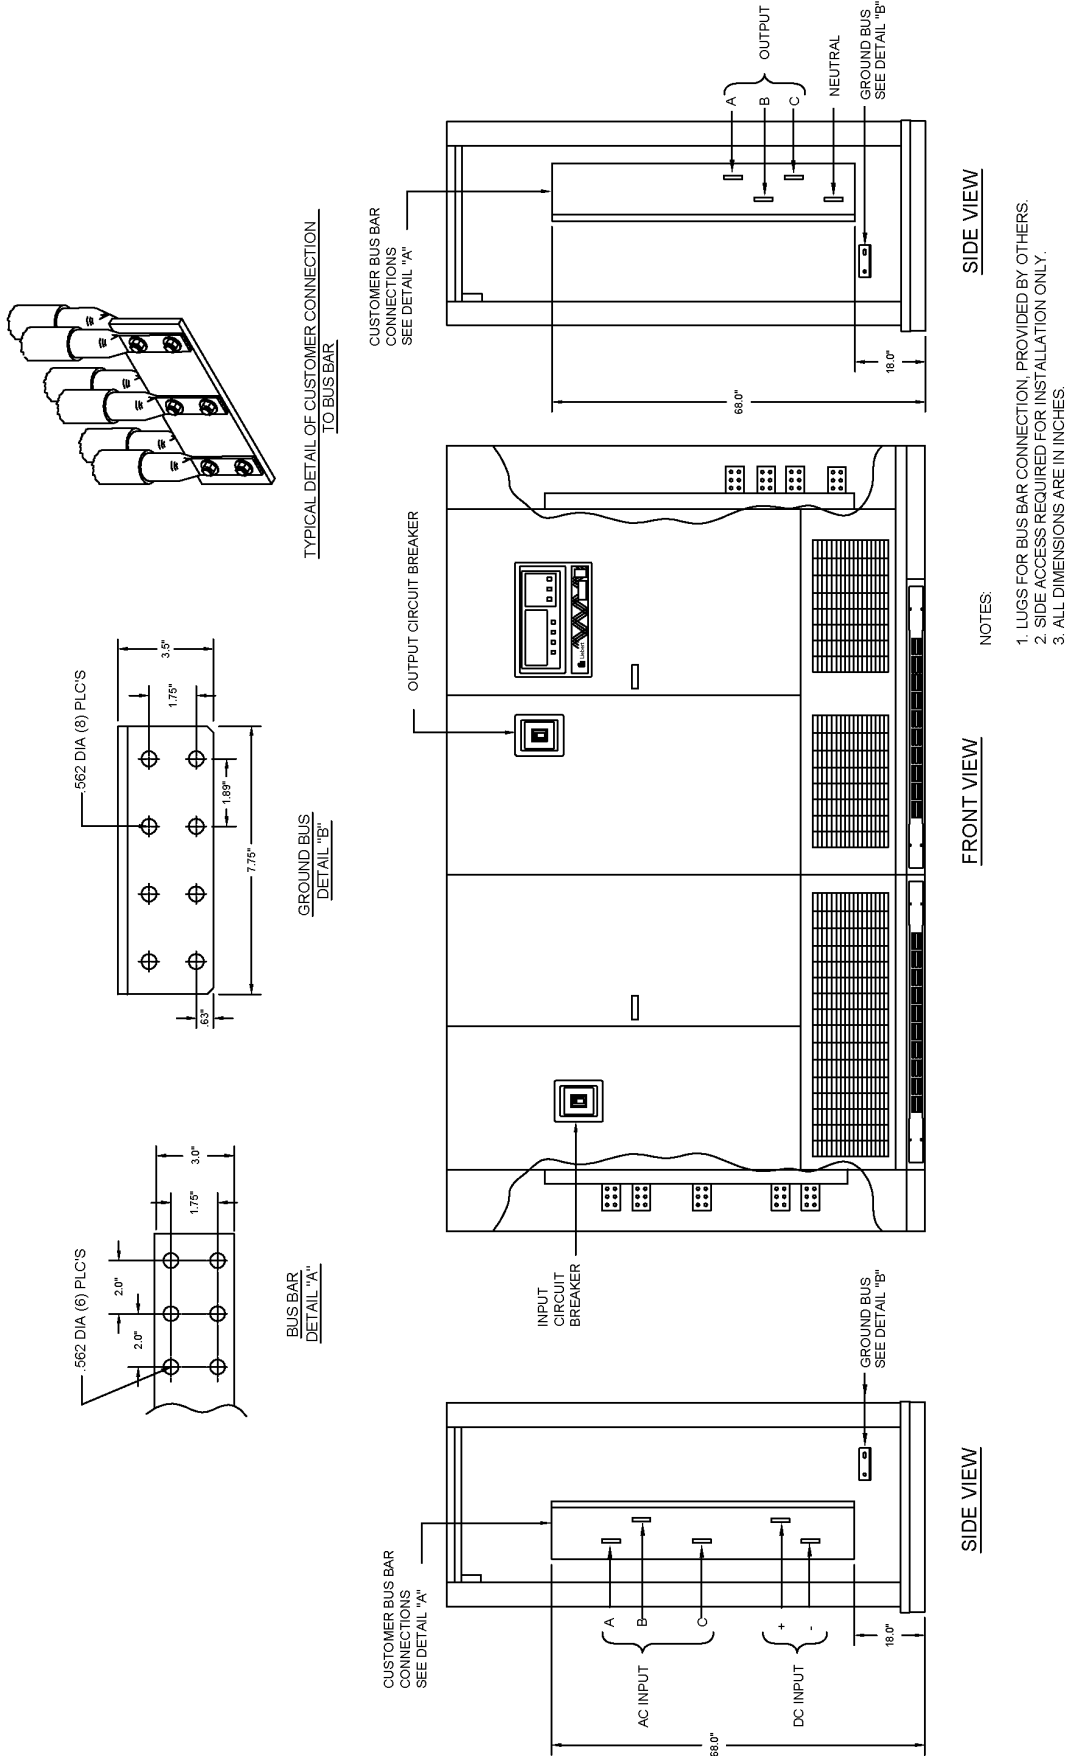 .562 DIA (6) PLC'S
2.0"
2.0"
1.75"
3.0"
BUS BAR
DETAIL "A"
.562 DIA (8) PLC'S
3.5"
1.75"
1.89"
7.75"
.63"
GROUND BUS
DETAIL "B"
TYPICAL DETAIL OF CUSTOMER CONNECTION
TO BUS BAR
CUSTOMER BUS BAR
CONNECTIONS
SEE DETAIL "A"
A
B
C
AC INPUT
+
-
DC INPUT
68.0"
18.0"
GROUND BUS
SEE DETAIL "B"
SIDE VIEW
INPUT
CIRCUIT
BREAKER
OUTPUT CIRCUIT BREAKER
Liebert
FRONT VIEW
CUSTOMER BUS BAR
CONNECTIONS
SEE DETAIL "A"
68.0"
18.0"
A
B
C
OUTPUT
NEUTRAL
GROUND BUS
SEE DETAIL "B"
SIDE VIEW
NOTES:
1. LUGS FOR BUS BAR CONNECTION, PROVIDED BY OTHERS.
2. SIDE ACCESS REQUIRED FOR INSTALLATION ONLY.
3. ALL DIMENSIONS ARE IN INCHES.